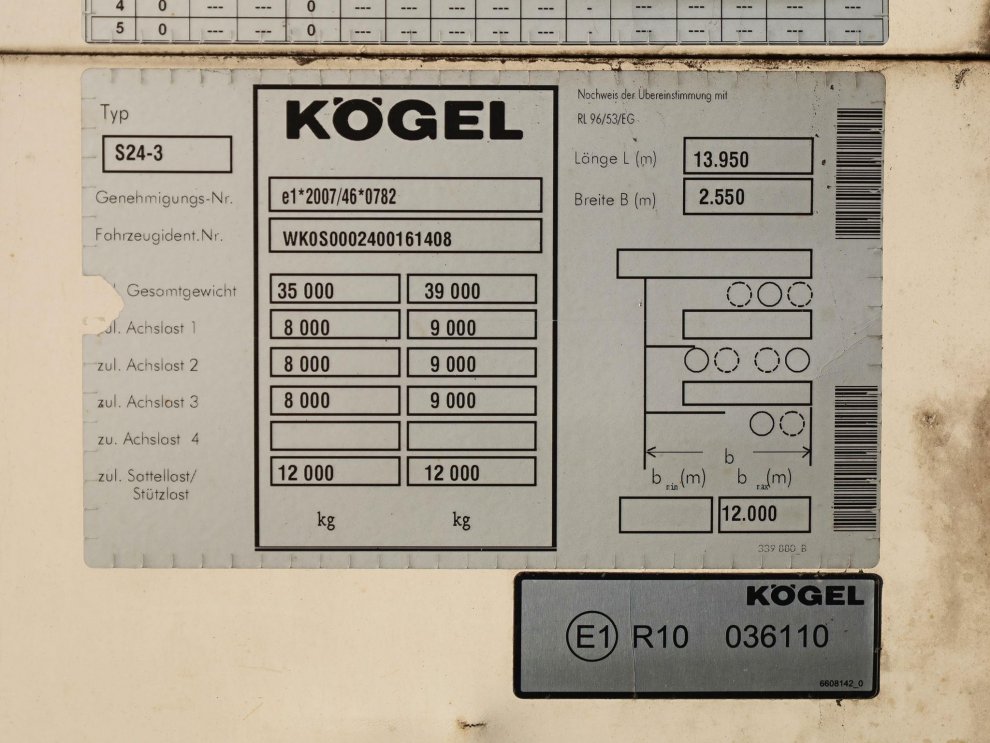 4 0 --- --- 0 --- --- --- --- - --- ---
5 0 --- --- 0 --- --- --- --- - --- ---
KÖGEL
Typ
S24-3
Genehmigungs-Nr. e1*2007/46*0782
Fahrzeugident.Nr. WK0S0002400161408
Gesamtgewicht 35 000 39 000
zul. Achslast 1 8 000 9 000
zul. Achslast 2 8 000 9 000
zul. Achslast 3 8 000 9 000
zu. Achslast 4
zul. Sattellast/ 12 000 12 000
Stützlast
kg kg
Nachweis der Übereinstimmung mit
RL 96/53/EG
Länge L (m) 13.950
Breite B (m) 2.550
b
b min (m) b max (m)
12.000
339 880_B
KÖGEL
E1 R10 036110
6608142_0